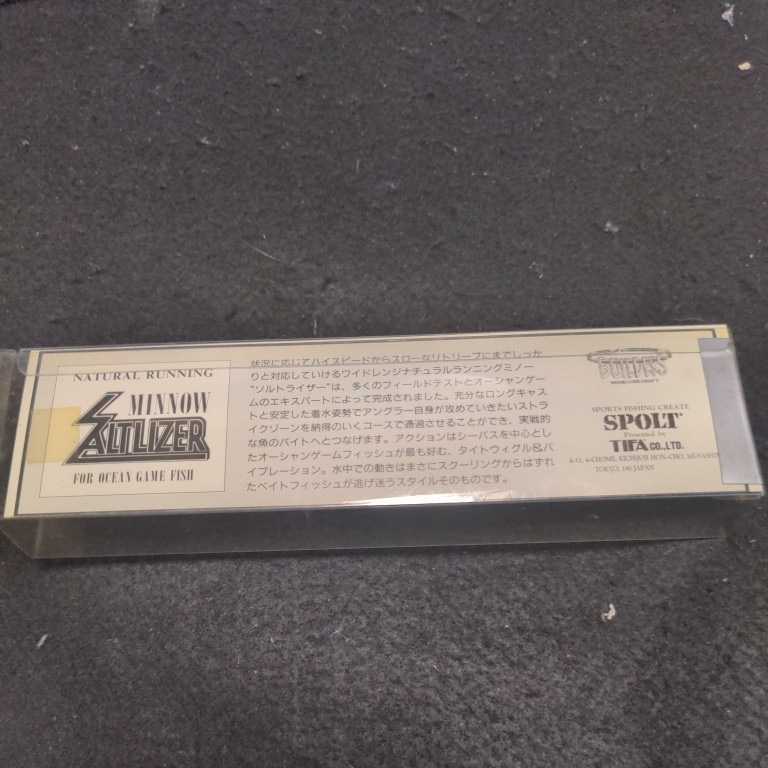 NATURAL RUNNING
MINNOW
SALTLIZER
FOR OCEAN GAME FISH
状況に応じてハイスピードからスローなリトリーブにまでしっか
りと対応していけるワイドレンジナチュラルランニングミノー
“ソルトライザー”は、多くのフィールドテストとオーシャンゲー
ムのエキスパートによって完成されました。充分なロングキャス
トと安定した着水姿勢でアングラー自身が攻めていきたいストラ
イクゾーンを納得のいくコースで通過させることができ、実戦的
な魚のバイトへとつなげます。アクションはシーバスを中心とし
たオーシャンゲームフィッシュが最も好む、タイトウィグル&バ
イブレーション。水中での動きはまさにスクーリングからはずれ
たベイトフィッシュが逃げ迷うスタイルそのものです。
SPORTS FISHING CREATE
SPOLT
Presented by
TIFA CO.,LTD.
4-13, 4-CHOME, KICHIJOJI HON-CHO, MUSASHINO
TOKYO, 180 JAPAN